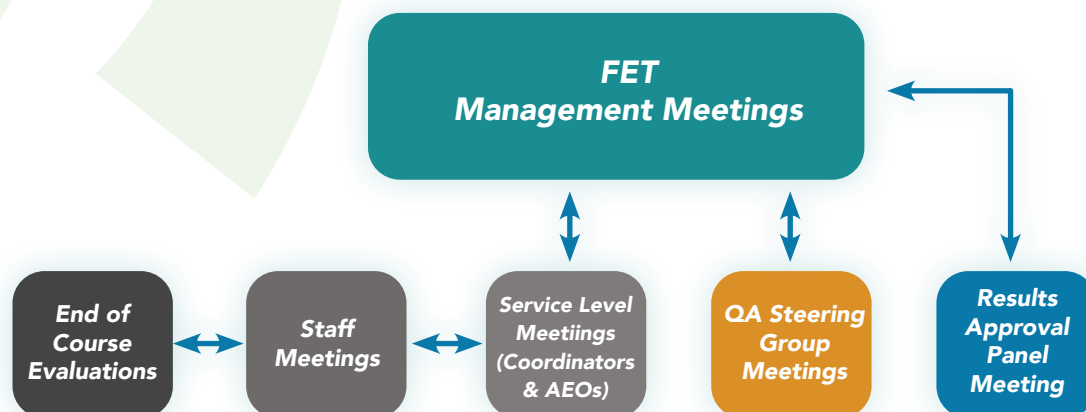 FET
Management Meetings
End of
Course
Evaluations
Staff
Meetings
Service Level
Meetiings
(Coordinators
& AEOs)
QA Steering
Group
Meetings
Results
Approval
Panel
Meeting